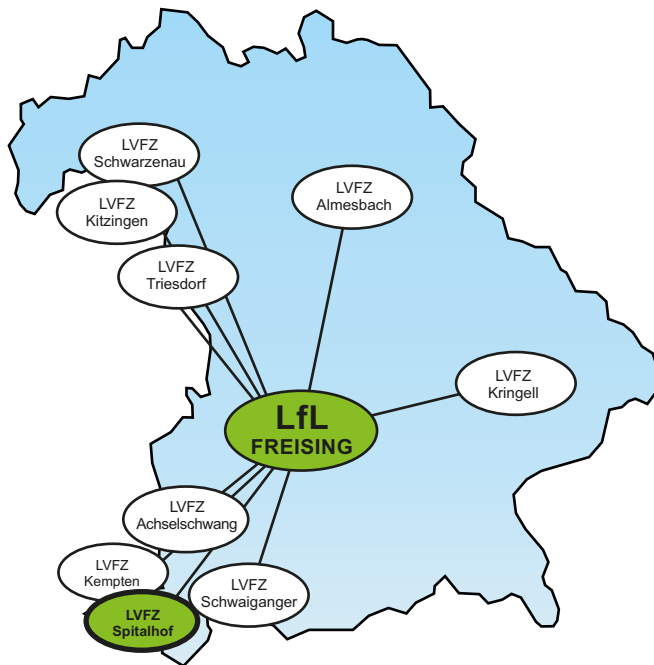 LVFZ
Schwarzenau
LVFZ
Kitzingen
LVFZ
Almesbach
LVFZ
Triesdorf
LVFZ
Kringell
LfL
FREISING
LVFZ
Achselschwang
LVFZ
Kempten
LVFZ
Schwaiganger
LVFZ
Spitalhof